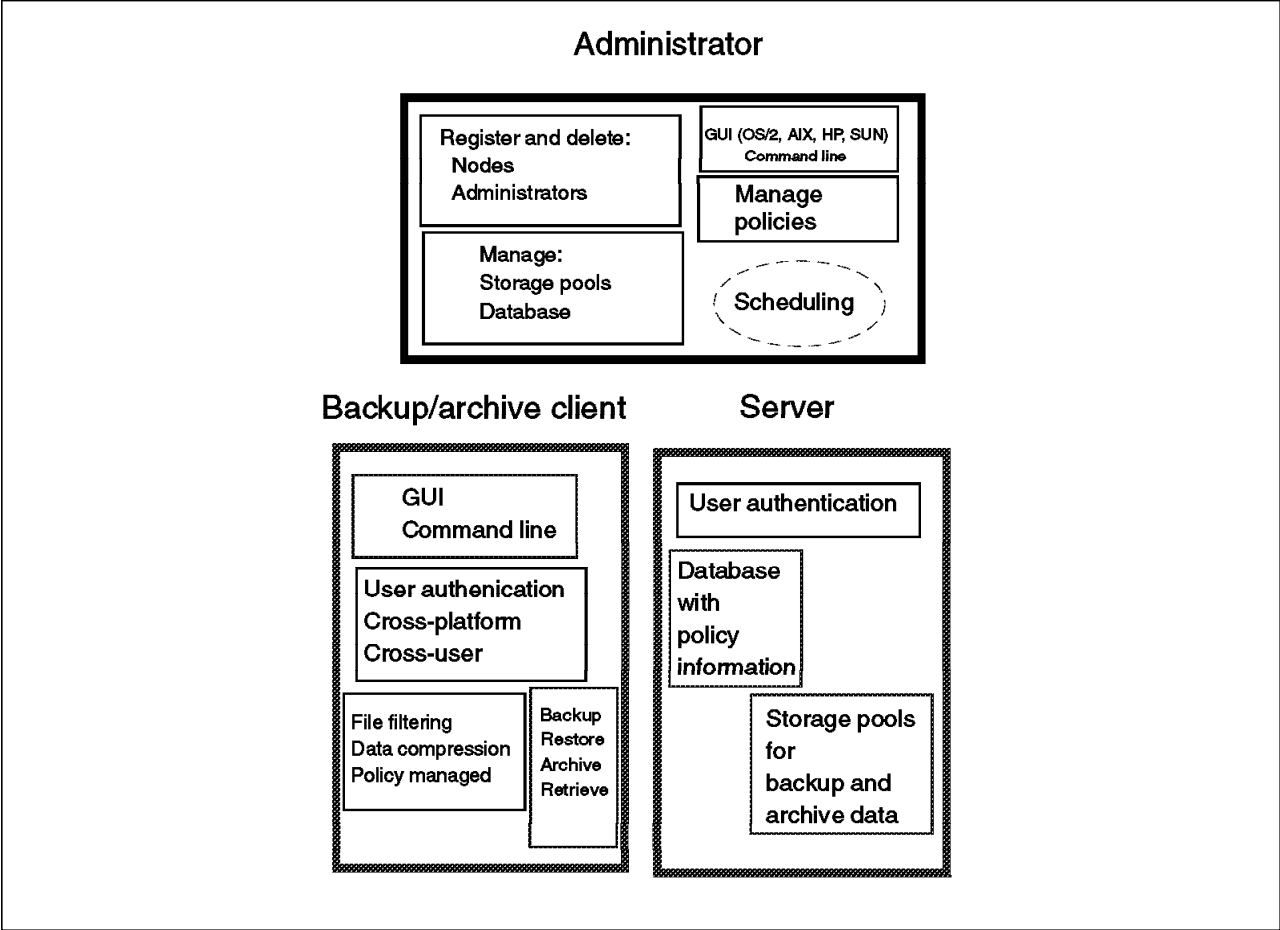 Administrator
Register and delete:
Nodes
Administrators
GUI (OS/2, AIX, HP, SUN)
Command line
Manage
policies
Manage:
Storage pools
Database
Scheduling
Backup/archive client
GUI
Command line
User authenication
Cross-platform
Cross-user
File filtering
Data compression
Policy managed
Backup
Restore
Archive
Retrieve
Server
User authentication
Database
with
policy
information
Storage pools
for
backup and
archive data